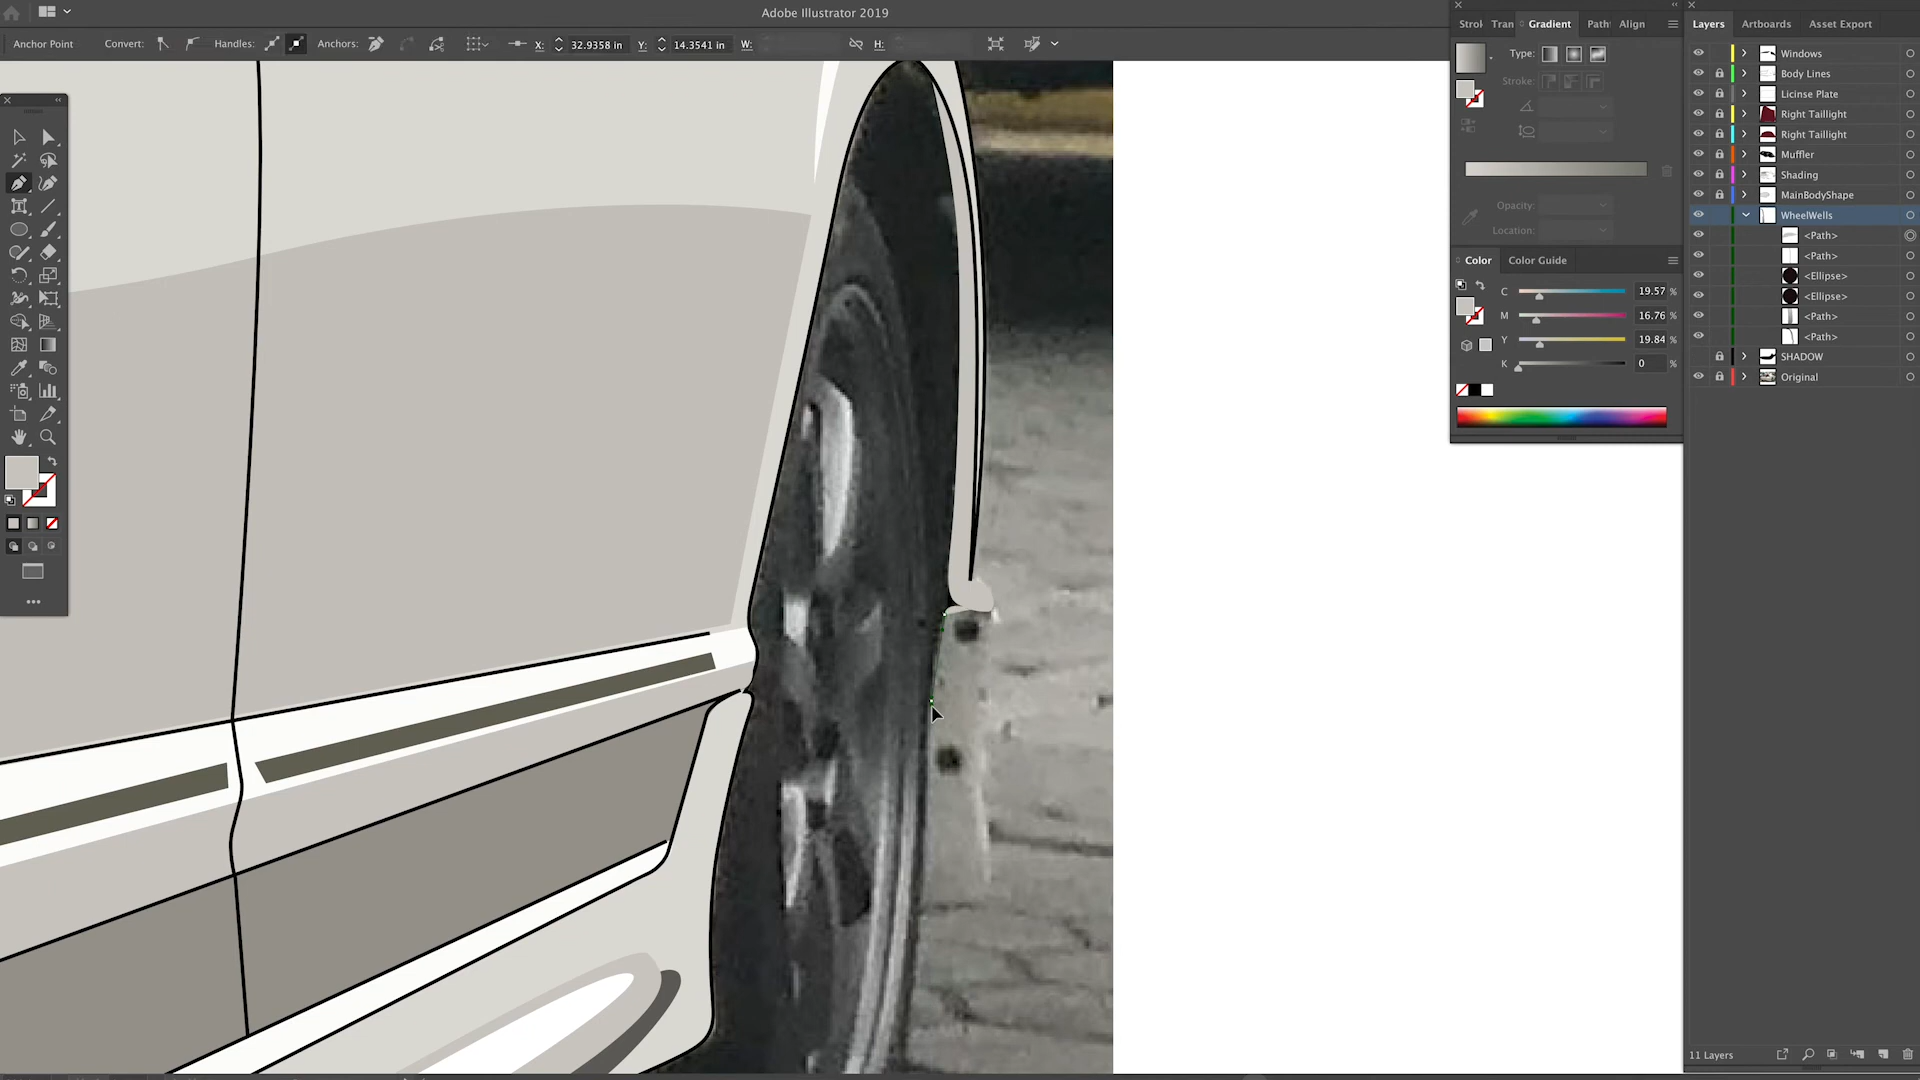 Adobe Illustrator 2019
Anchor Point
Convert:
Handles:
Anchors:
X:
32.9358 in
Y:
14.3541 in
W:
H:
Strol
Tran
Gradient
Path
Align
Type:
Stroke:
Opacity:
Location:
Color
Color Guide
C
19.57
%
M
16.76
%
Y
19.84
%
K
0
%
Layers
Artboards
Asset Export
Windows
Body Lines
Licinse Plate
Right Taillight
Right Taillight
Muffler
Shading
MainBodyShape
WheelWells
<Path>
<Path>
<Ellipse>
<Ellipse>
<Path>
<Path>
SHADOW
Original
11 Layers